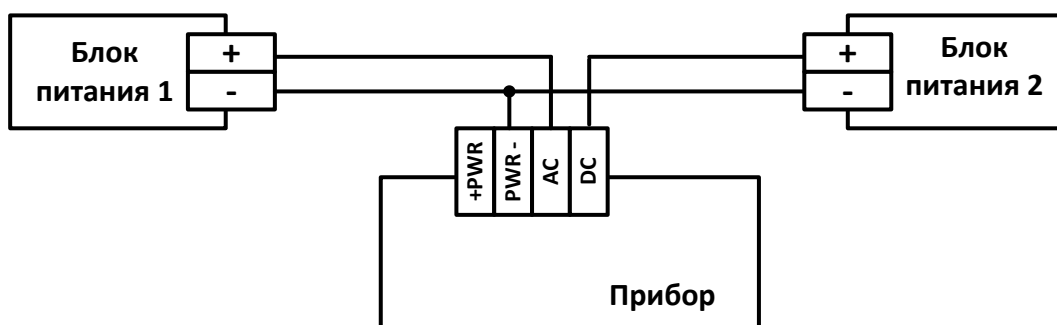 Блок
питания 1
+
-
+
-
Блок
питания 2
+PWR
PWR -
AC
DC
Прибор